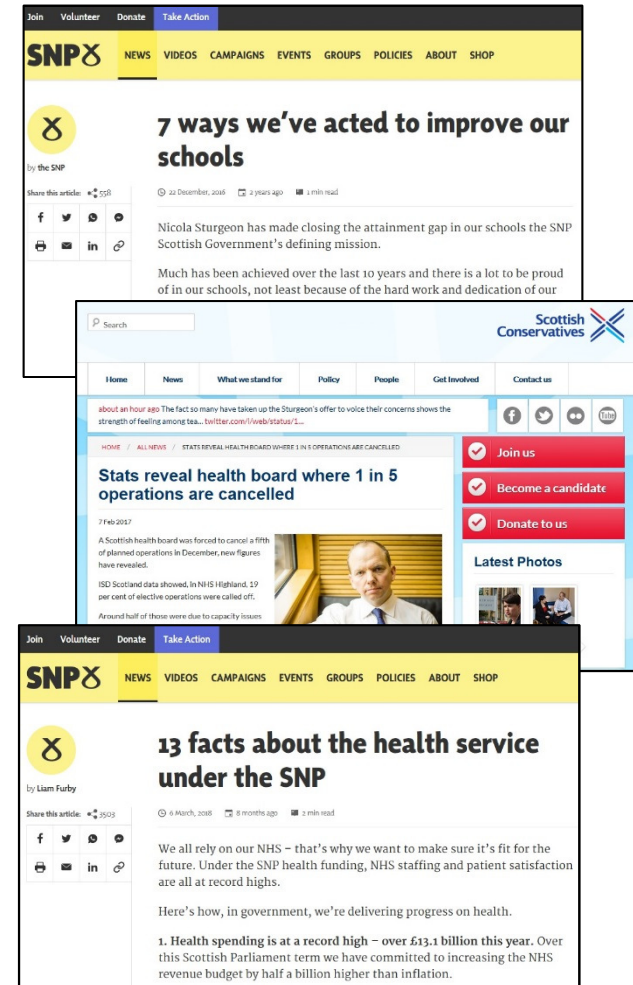 Join Volunteer Donate Take Action
SNP NEWS VIDEOS CAMPAIGNS EVENTS GROUPS POLICIES ABOUT SHOP
7 ways we've acted to improve our
schools
by the SNP
Share this article: 558
22 December, 2016 2 years ago 1 min read
Nicola Sturgeon has made closing the attainment gap in our schools the SNP
Scottish Government's defining mission.
Much has been achieved over the last 10 years and there is a lot to be proud
of in our schools, not least because of the hard work and dedication of our
Search
Scottish
Conservatives
Home News What we stand for Policy People Get Involved Contact us
about an hour ago The fact so many have taken up the Sturgeon's offer to voice their concerns shows the
strength of feeling among tea... twitter.com/i/web/status/1...
HOME / ALL NEWS / STATS REVEAL HEALTH BOARD WHERE 1 IN 5 OPERATIONS ARE CANCELLED
Stats reveal health board where 1 in 5
operations are cancelled
7 Feb 2017
A Scottish health board was forced to cancel a fifth
of planned operations in December, new figures
have revealed.
ISD Scotland data showed, in NHS Highland, 19
per cent of elective operations were called off.
Around half of those were due to capacity issues
You Tube
Join us
Become a candidate
Donate to us
Latest Photos
Join Volunteer Donate Take Action
SNP NEWS VIDEOS CAMPAIGNS EVENTS GROUPS POLICIES ABOUT SHOP
13 facts about the health service
under the SNP
by Liam Furby
Share this article: 3503
6 March, 2018 8 months ago 2 min read
We all rely on our NHS – that's why we want to make sure it's fit for the
future. Under the SNP health funding, NHS staffing and patient satisfaction
are all at record highs.
Here's how, in government, we're delivering progress on health.
1. Health spending is at a record high – over £13.1 billion this year. Over
this Scottish Parliament term we have committed to increasing the NHS
revenue budget by half a billion higher than inflation.